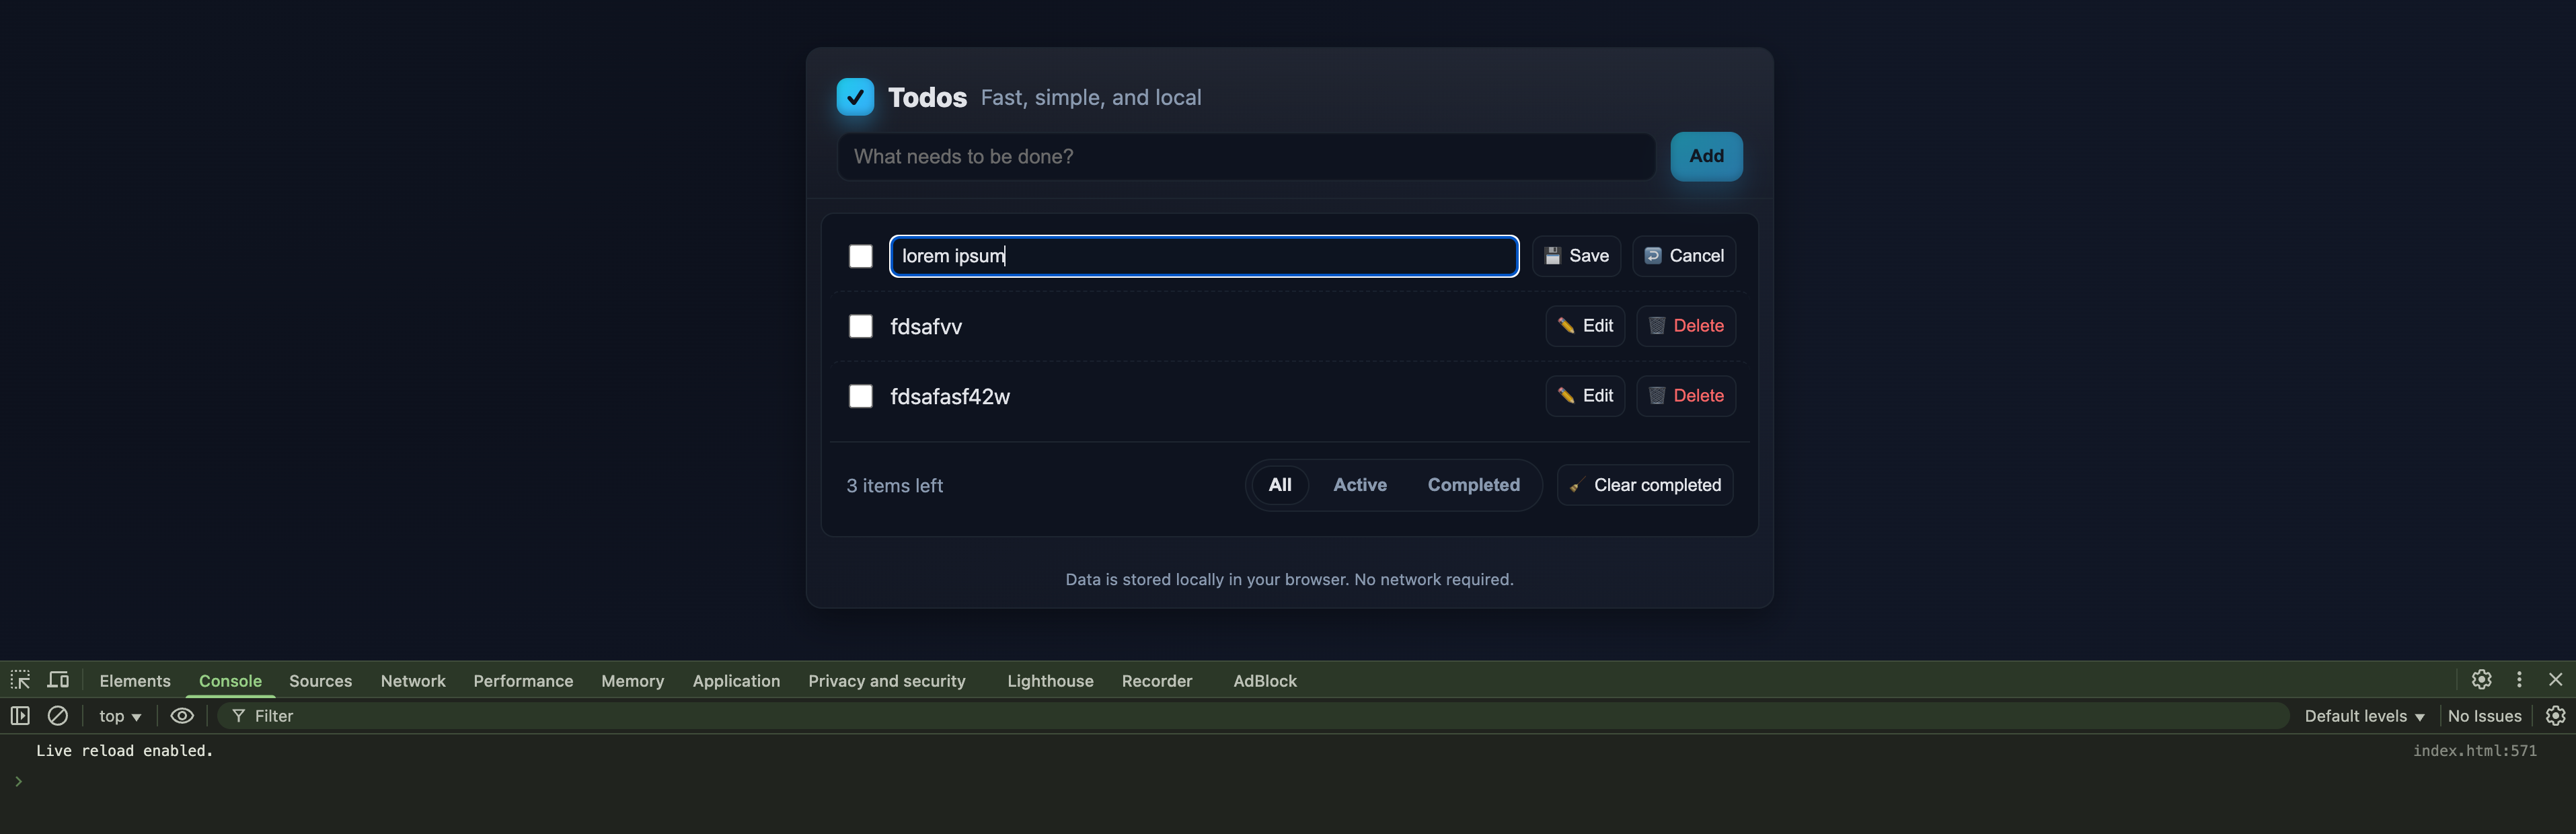 Todos Fast, simple, and local
What needs to be done? Add
lorem ipsum Save Cancel
fdsafvv Edit Delete
fdsafasf42w Edit Delete
3 items left All Active Completed Clear completed
Data is stored locally in your browser. No network required.
Elements Console Sources Network Performance Memory Application Privacy and security Lighthouse Recorder AdBlock
top Filter Default levels No Issues
Live reload enabled. index.html:571